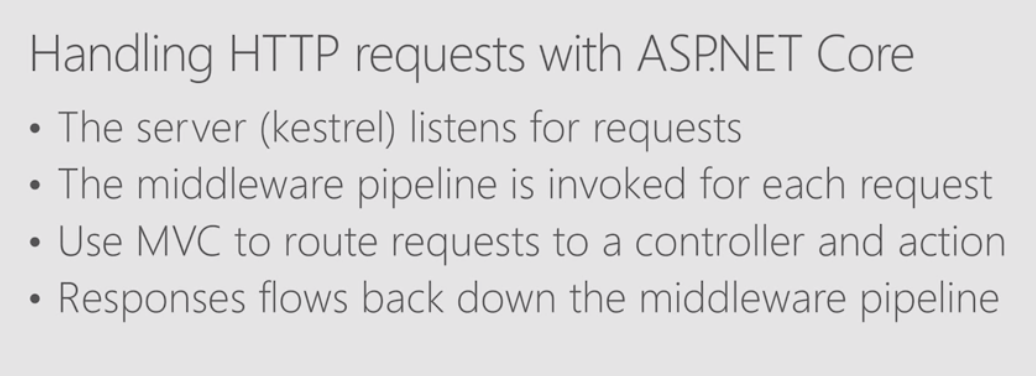 Handling HTTP requests with ASP.NET Core
• The server (kestrel) listens for requests
• The middleware pipeline is invoked for each request
• Use MVC to route requests to a controller and action
• Responses flows back down the middleware pipeline